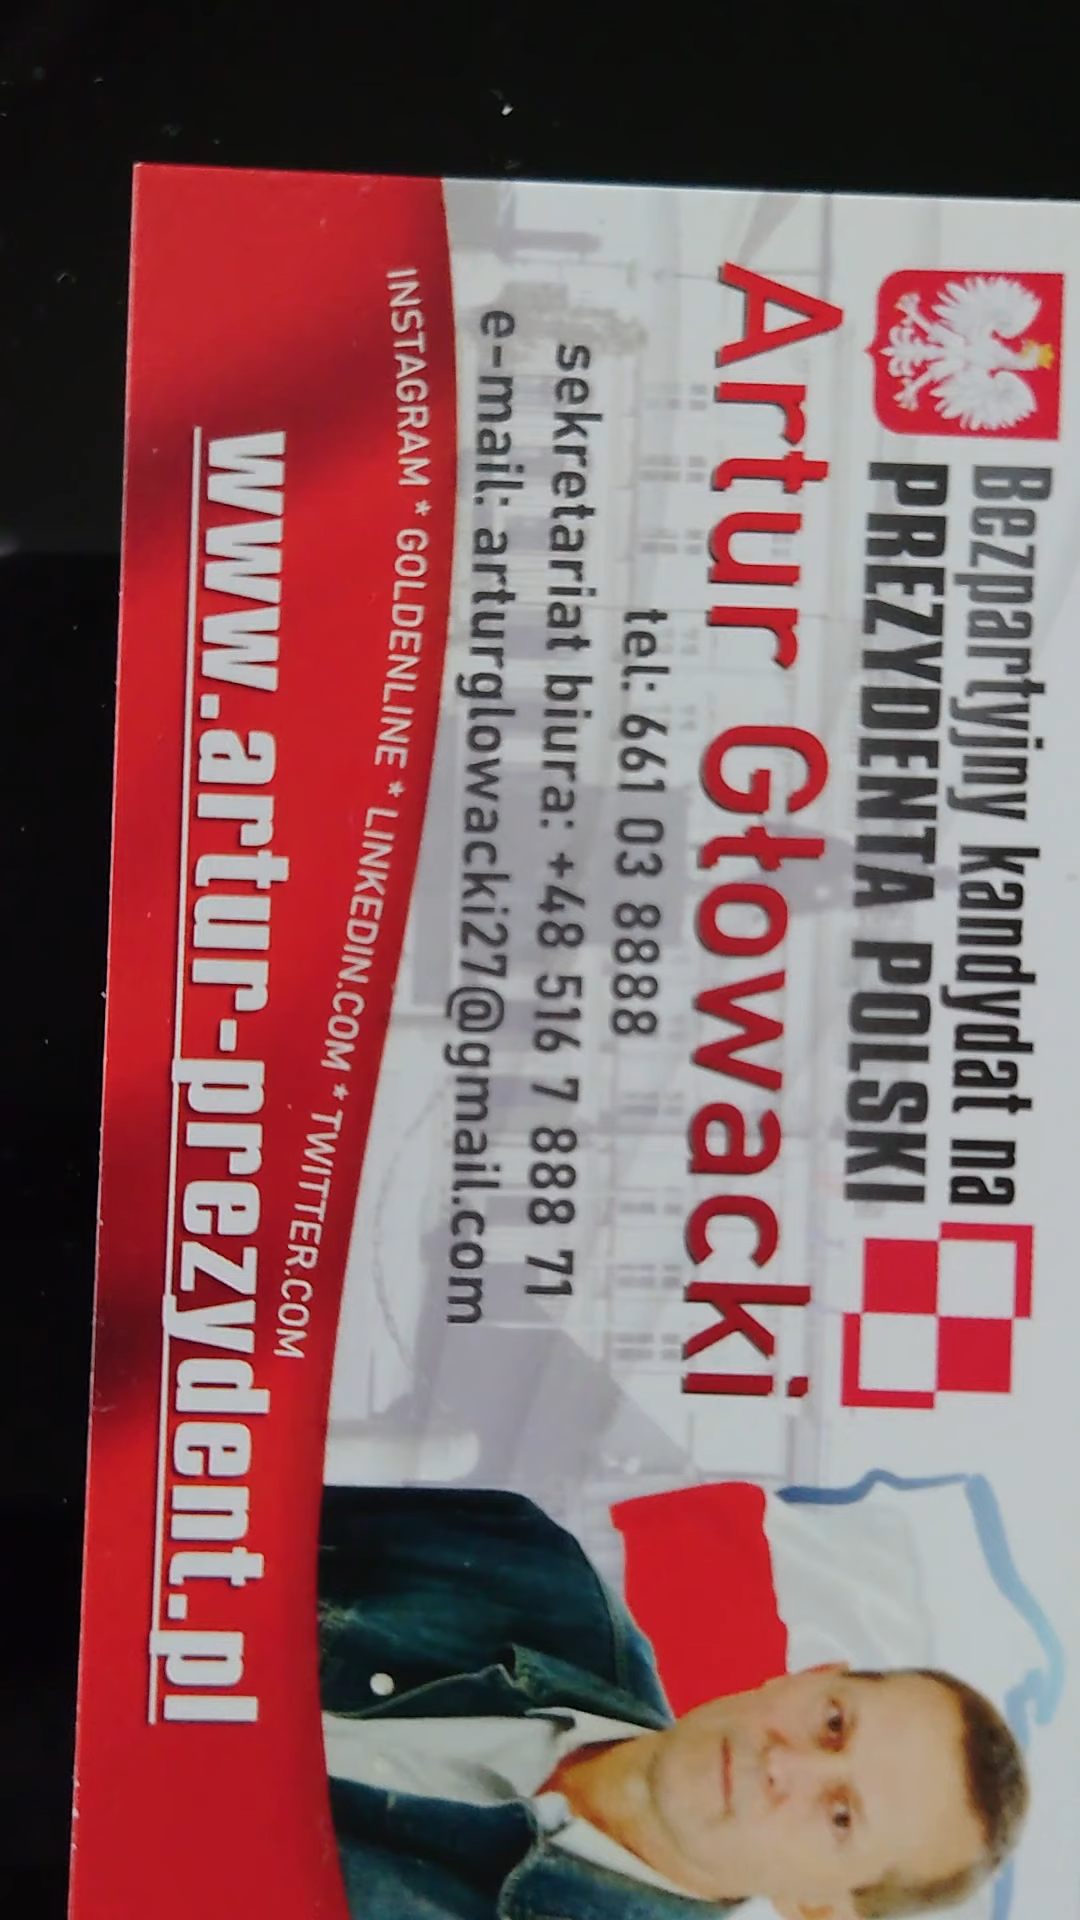 Bezpartyjny kandydat na
PREZYDENTA POLSKI
Artur Głowacki
tel: 661 03 8888
sekretariat biura: +48 516 7 888 71
e-mail: arturglowacki27@gmail.com
INSTAGRAM * GOLDENLINE * LINKEDIN.COM * TWITTER.COM
www.artur-prezydent.pl